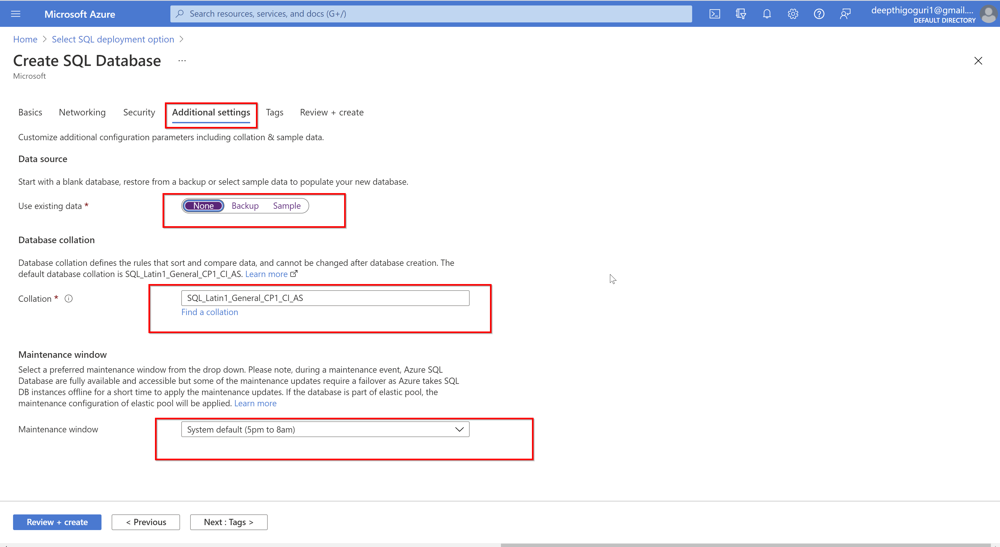 Microsoft Azure
Search resources, services, and docs (G+/)
deepthigoguri1@gmail....
DEFAULT DIRECTORY
Home > Select SQL deployment option >
Create SQL Database ...
Microsoft
Basics Networking Security Additional settings Tags Review + create
Customize additional configuration parameters including collation & sample data.
Data source
Start with a blank database, restore from a backup or select sample data to populate your new database.
Use existing data * None Backup Sample
Database collation
Database collation defines the rules that sort and compare data, and cannot be changed after database creation. The
default database collation is SQL_Latin1_General_CP1_CI_AS. Learn more
Collation * SQL_Latin1_General_CP1_CI_AS
Find a collation
Maintenance window
Select a preferred maintenance window from the drop down. Please note, during a maintenance event, Azure SQL
Database are fully available and accessible but some of the maintenance updates require a failover as Azure takes SQL
DB instances offline for a short time to apply the maintenance updates. If the database is part of elastic pool, the
maintenance configuration of elastic pool will be applied. Learn more
Maintenance window System default (5pm to 8am)
Review + create < Previous Next : Tags >